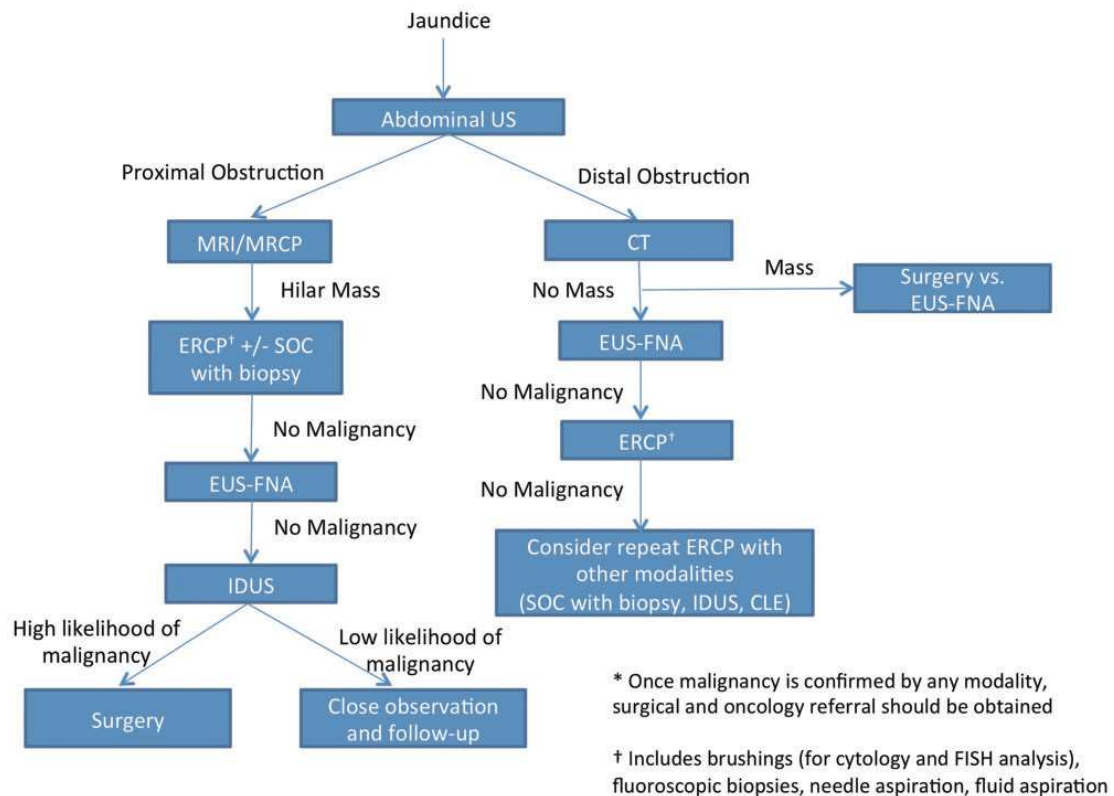 Jaundice
Abdominal US
Proximal Obstruction
Distal Obstruction
MRI/MRCP
CT
Hilar Mass
No Mass
Mass
Surgery vs.
EUS-FNA
ERCP† +/- SOC
with biopsy
EUS-FNA
No Malignancy
No Malignancy
ERCP†
EUS-FNA
No Malignancy
No Malignancy
Consider repeat ERCP with
other modalities
(SOC with biopsy, IDUS, CLE)
IDUS
High likelihood of
malignancy
Low likelihood of
malignancy
Surgery
Close observation
and follow-up
* Once malignancy is confirmed by any modality,
surgical and oncology referral should be obtained
† Includes brushings (for cytology and FISH analysis),
fluoroscopic biopsies, needle aspiration, fluid aspiration